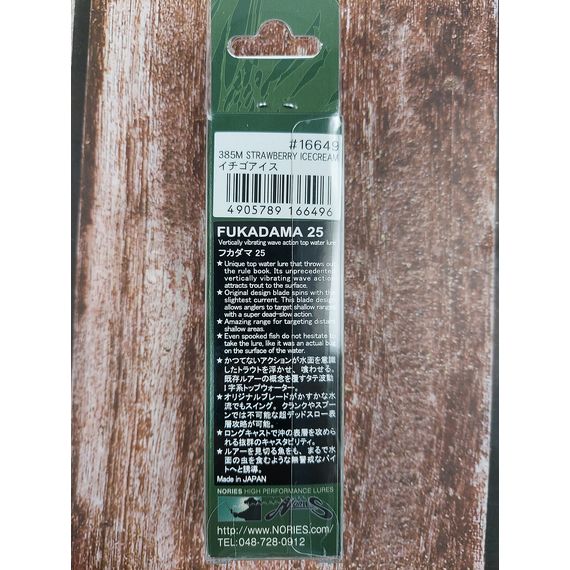 #16649
385M STRAWBERRY ICECREAM
イチゴアイス
4905789 166496
FUKADAMA 25
Vertically vibrating wave action top water lure
フカダマ 25
★Unique top water lure that throws out
the rule book. Its unprecedented
vertically vibrating wave action
attracts trout to the surface.
★Original design blade spins with the
slightest current. This blade design
allows anglers to target shallow ranges
with a super dead-slow action.
★Amazing range for targeting distant
shallow areas.
★Even spooked fish do not hesitate to
take the lure, like it was an actual bug
on the surface of the water.
★かつてないアクションが水面を意識
したトラウトを浮かせ、喰わせる。
既存ルアーの概念を覆すタテ波動
I字系トップウォーター。
★オリジナルブレードがかすかな水
流でもスイング。クランクやスプー
ンでは不可能な超デッドスロー表
層攻略が可能。
★ロングキャストで沖の表層を攻めら
れる抜群のキャスタビリティ。
★ルアーを見切る魚をも、まるで水
面の虫を食むような無警戒なバイ
トへと誘導。
Made in JAPAN
NORIES HIGH PERFORMANCE LURES
NORIES
http://www.NORIES.com/
TEL:048-728-0912